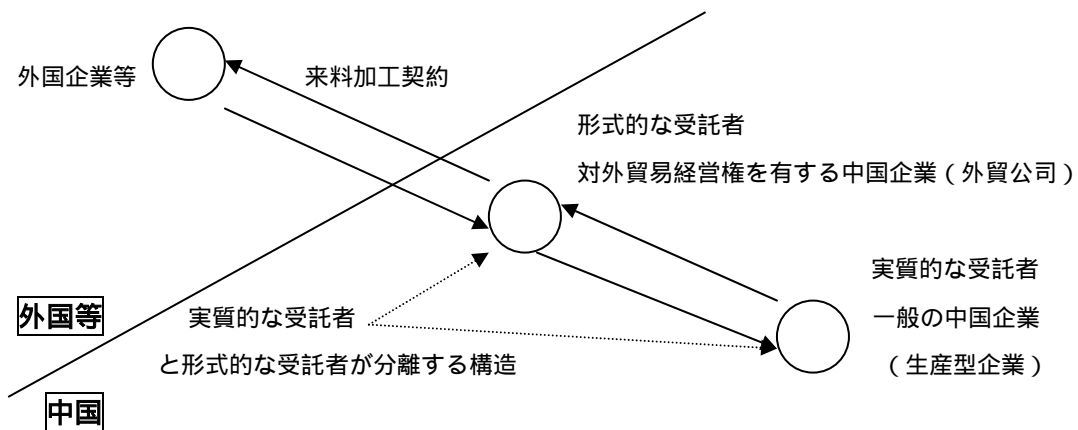 外国企業等
来料加工契約
形式的な受託者
対外貿易経営権を有する中国企業（外貿公司）
実質的な受託者
一般の中国企業
（生産型企業）
外国等
実質的な受託者
と形式的な受託者が分離する構造
中国